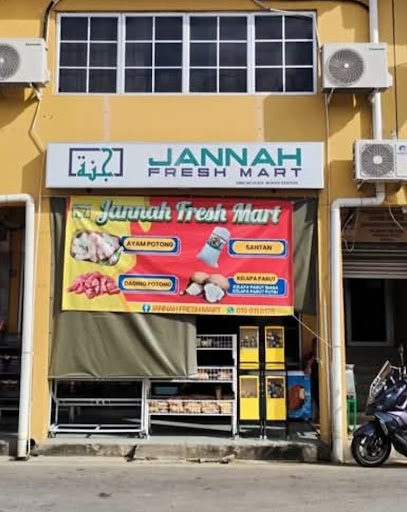 جنة
JANNAH
FRESH MART
Jannah Fresh Mart
AYAM POTONG
SANTAN
DAGING POTONG
KELAPA PARUT
KELAPA PARUT BIASA
KELAPA PARUT PUTIH
JANNAH FRESH MART